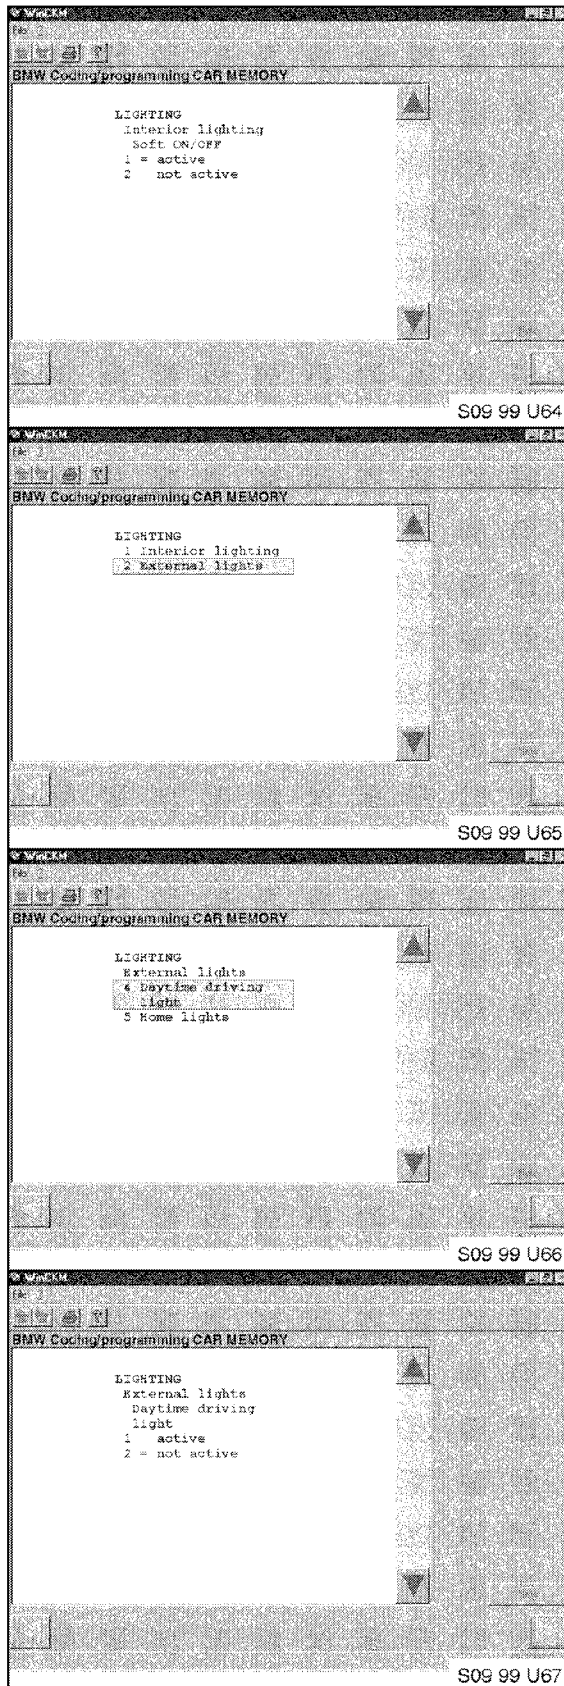 WinCKM
File ?
BMW Coding/programming CAR MEMORY
LIGHTING
Interior lighting
Soft ON/OFF
1 = active
2 not active
S09 99 U64
WinCKM
File ?
BMW Coding/programming CAR MEMORY
LIGHTING
1 Interior lighting
2 External lights
S09 99 U65
WinCKM
File ?
BMW Coding/programming CAR MEMORY
LIGHTING
External lights
4 Daytime driving
light
5 Home lights
S09 99 U66
WinCKM
File ?
BMW Coding/programming CAR MEMORY
LIGHTING
External lights
Daytime driving
light
1 active
2 = not active
S09 99 U67